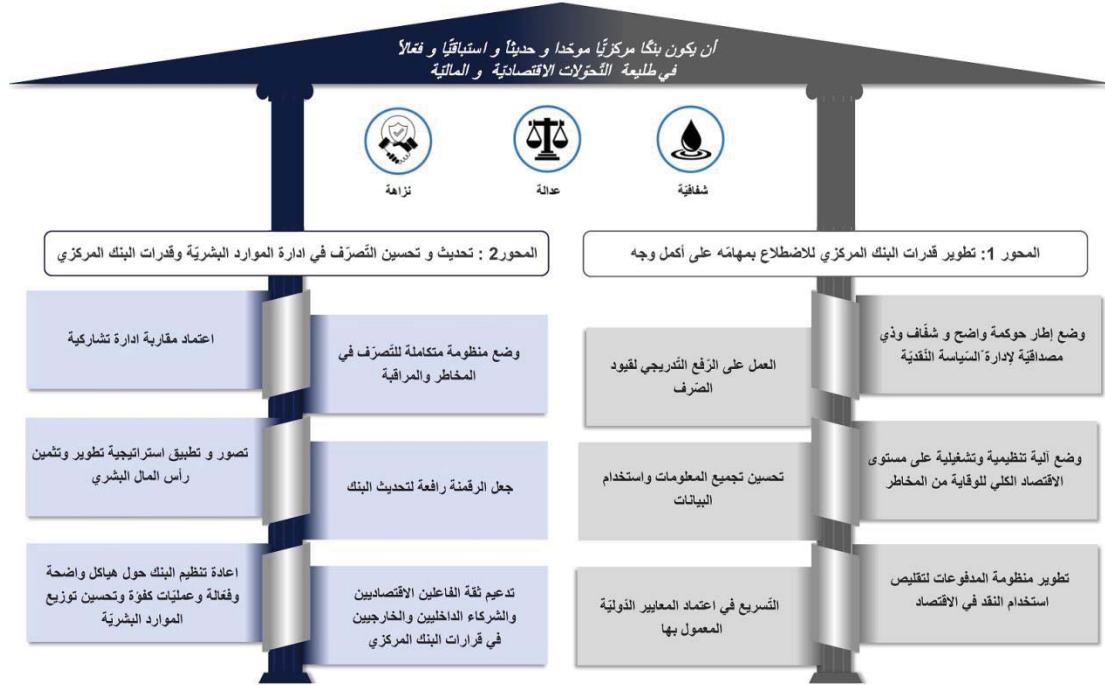 أن يكون بنكًا مركزيًّا موحّدا و حديثاً و استباقيًّا و فعّالاً
في طليعة التّحوّلات الاقتصاديّة و الماليّة
شفافيّة
عدالة
نزاهة
المحور 1: تطوير قدرات البنك المركزي للاضطلاع بمهامّه على أكمل وجه
وضع إطار حوكمة واضح و شفّاف وذي
مصداقيّة لإدارة السّياسة النّقديّة
العمل على الرّفع التّدريجي لقيود
الصّرف
وضع آلية تنظيمية وتشغيلية على مستوى
الاقتصاد الكلي للوقاية من المخاطر
تحسين تجميع المعلومات واستخدام
البيانات
تطوير منظومة المدفوعات لتقليص
استخدام النقد في الاقتصاد
التّسريع في اعتماد المعايير الدّوليّة
المعمول بها
المحور2 : تحديث و تحسين التّصرّف في ادارة الموارد البشريّة وقدرات البنك المركزي
وضع منظومة متكاملة للتّصرّف في
المخاطر والمراقبة
اعتماد مقاربة ادارة تشاركية
جعل الرقمنة رافعة لتحديث البنك
تصور و تطبيق استراتيجية تطوير وتثمين
رأس المال البشري
تدعيم ثقة الفاعلين الاقتصاديين
والشركاء الداخليين والخارجيين
في قرارات البنك المركزي
اعادة تنظيم البنك حول هياكل واضحة
وفعّالة وعمليّات كفؤة وتحسين توزيع
الموارد البشريّة